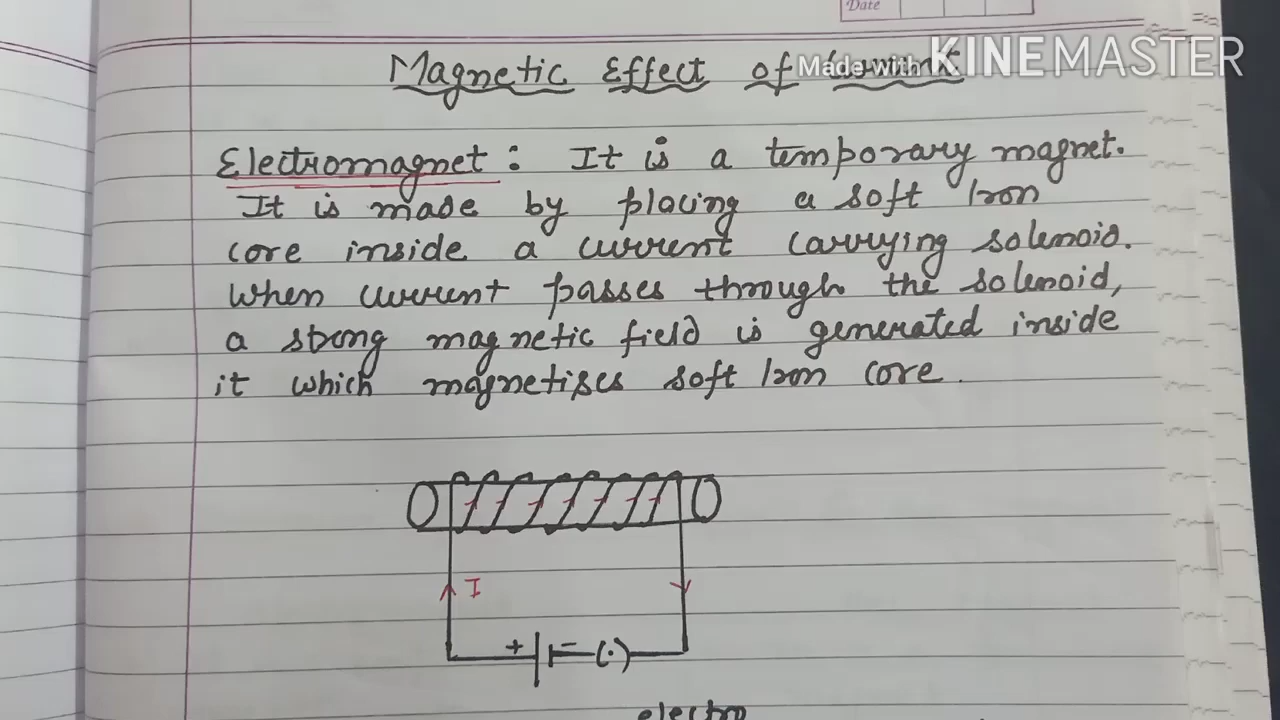 Date
Magnetic Effect of
Made with KINEMASTER
Electromagnet: It is a temporary magnet.
It is made by placing a soft Iron
core inside a current carrying solenoid.
When current passes through the solenoid,
a strong magnetic field is generated inside
it which magnetises soft Iron core.
I
+ - (.)
electro